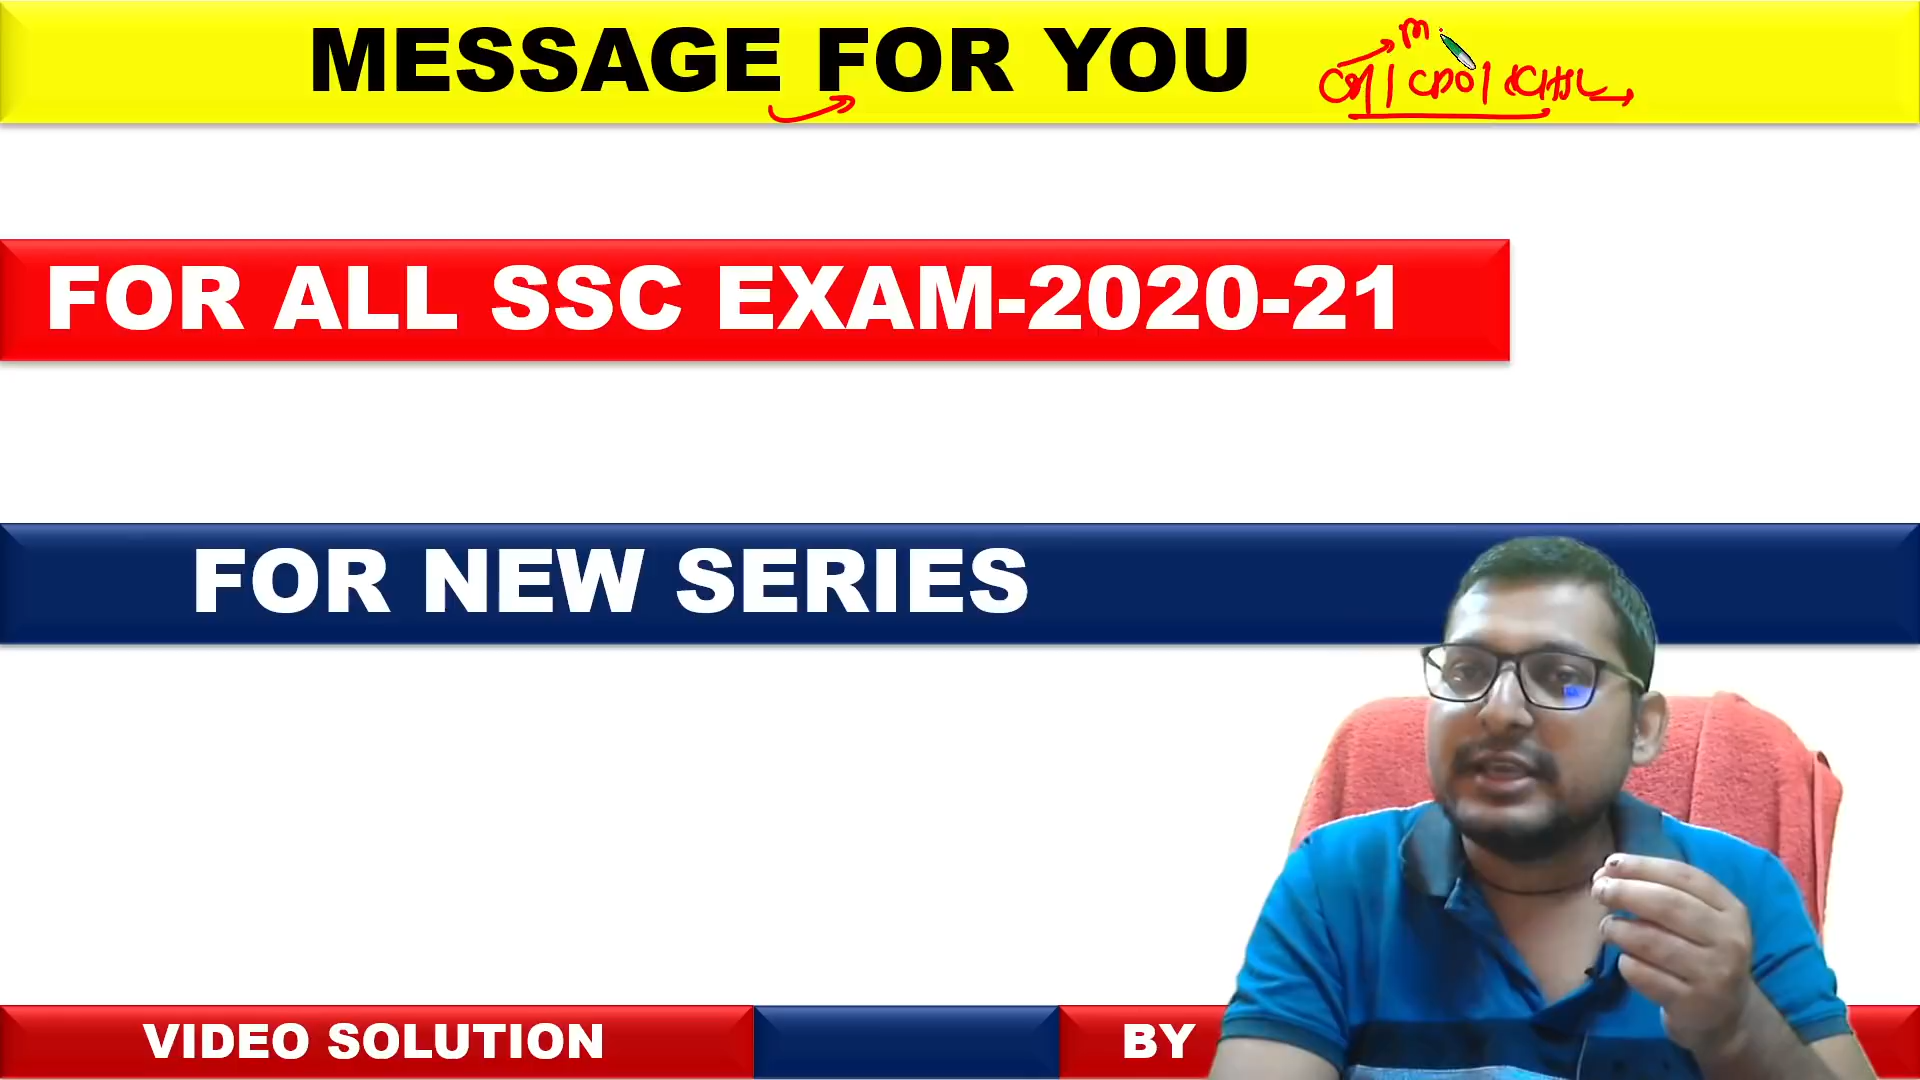 MESSAGE FOR YOU
FOR ALL SSC EXAM-2020-21
FOR NEW SERIES
VIDEO SOLUTION
BY